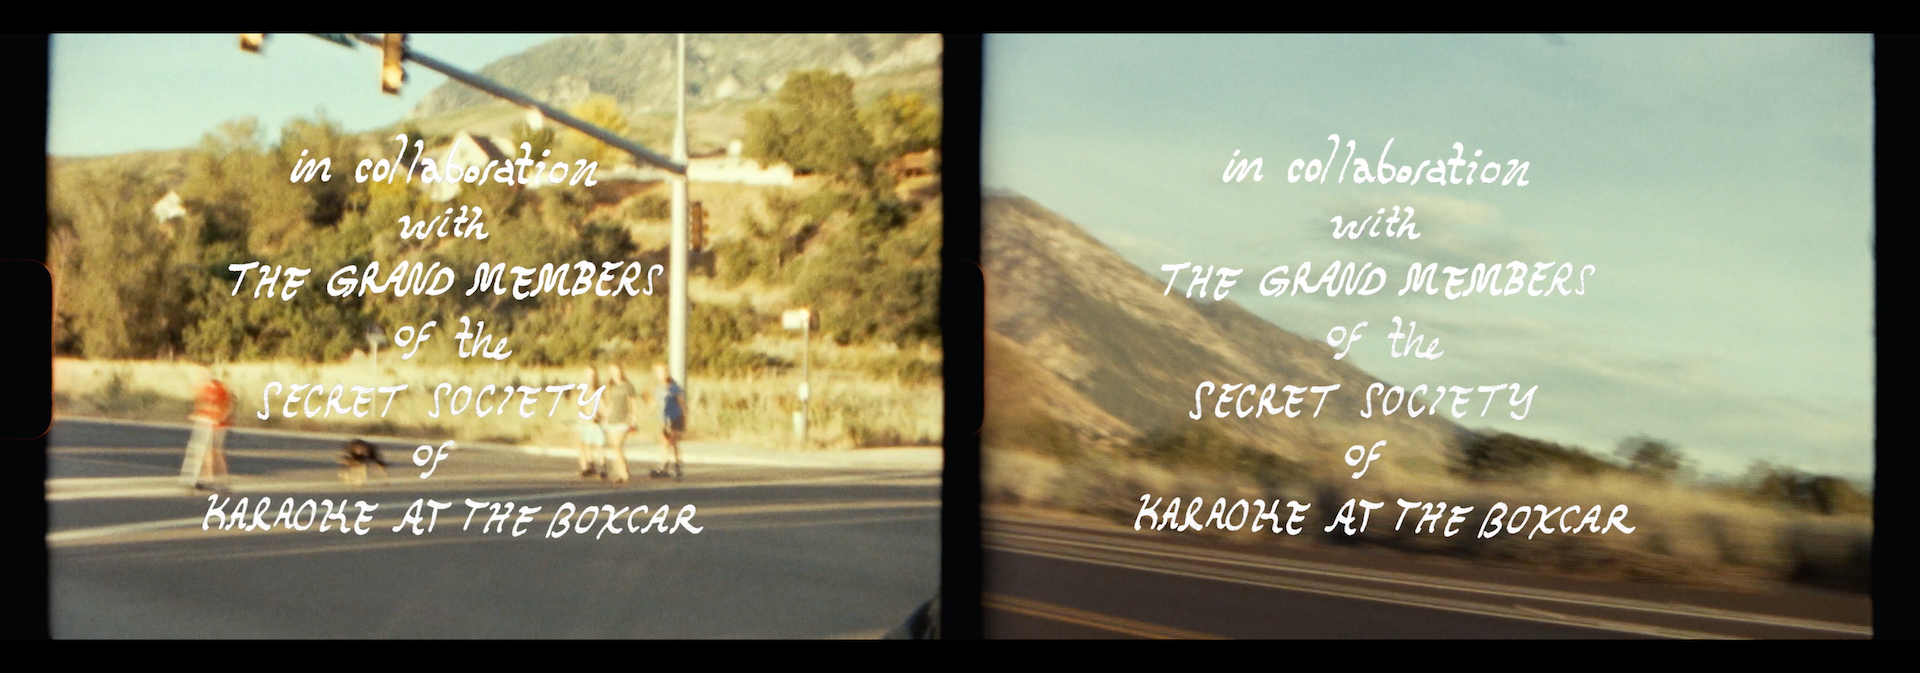 in collaboration
with
THE GRAND MEMBERS
of the
SECRET SOCIETY
of
KARAOKE AT THE BOXCAR
in collaboration
with
THE GRAND MEMBERS
of the
SECRET SOCIETY
of
KARAOKE AT THE BOXCAR